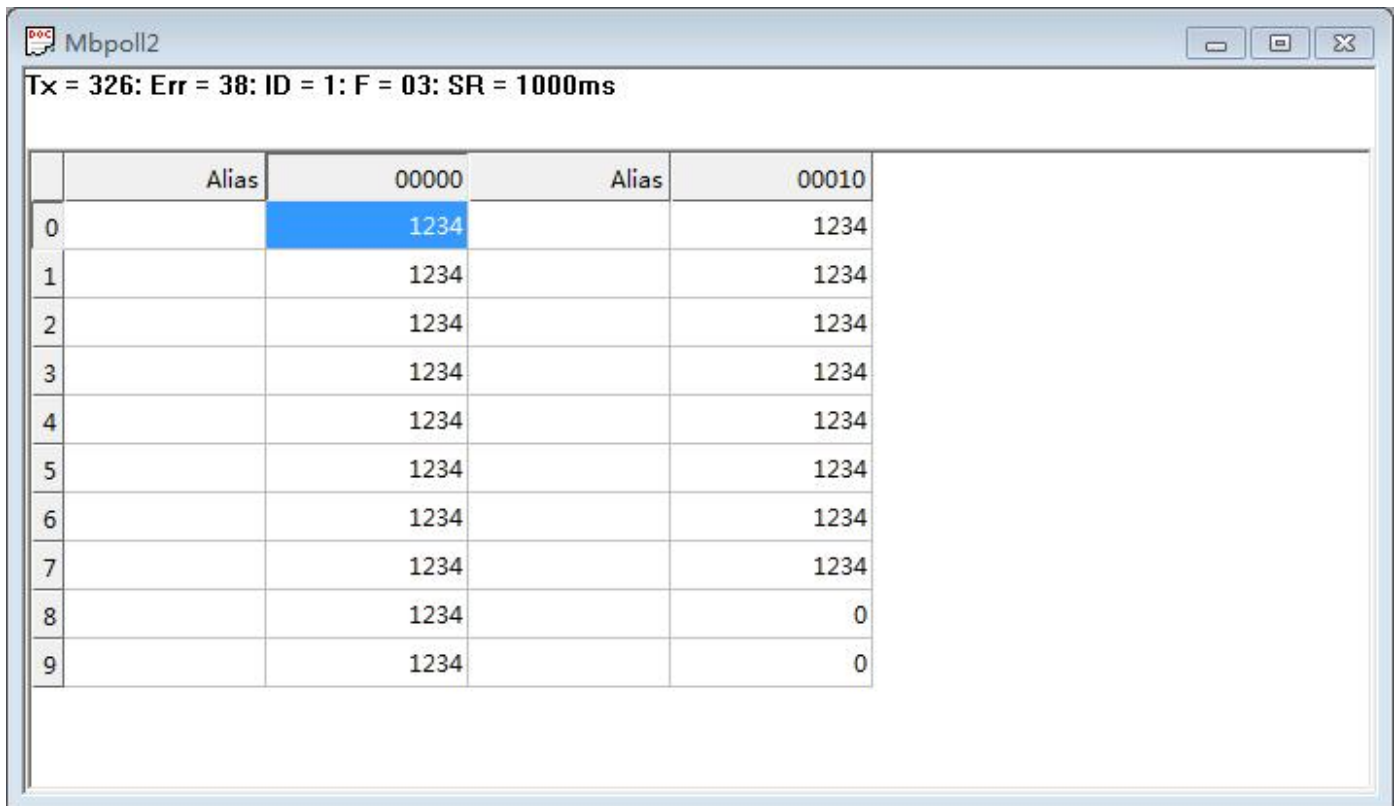 DOC
Mbpoll2
Tx = 326: Err = 38: ID = 1: F = 03: SR = 1000ms
Alias 00000 Alias 00010
0 1234 1234
1 1234 1234
2 1234 1234
3 1234 1234
4 1234 1234
5 1234 1234
6 1234 1234
7 1234 1234
8 1234 0
9 1234 0